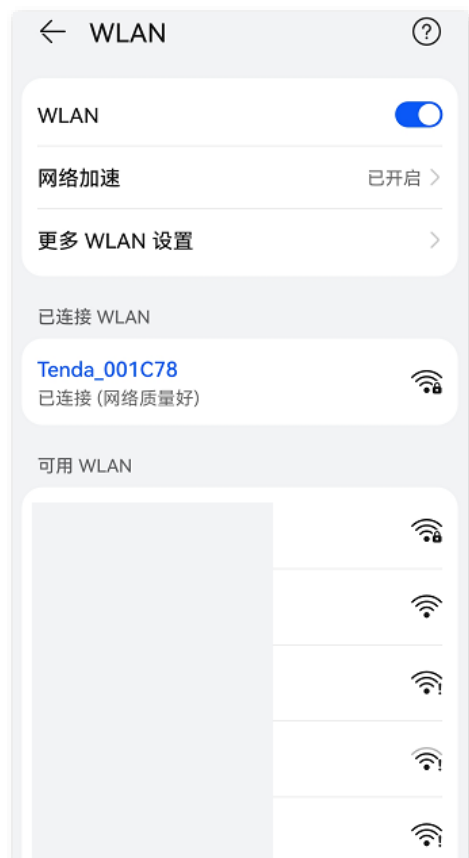 WLAN
WLAN
网络加速 已开启
更多 WLAN 设置
已连接 WLAN
Tenda_001C78
已连接 (网络质量好)
可用 WLAN